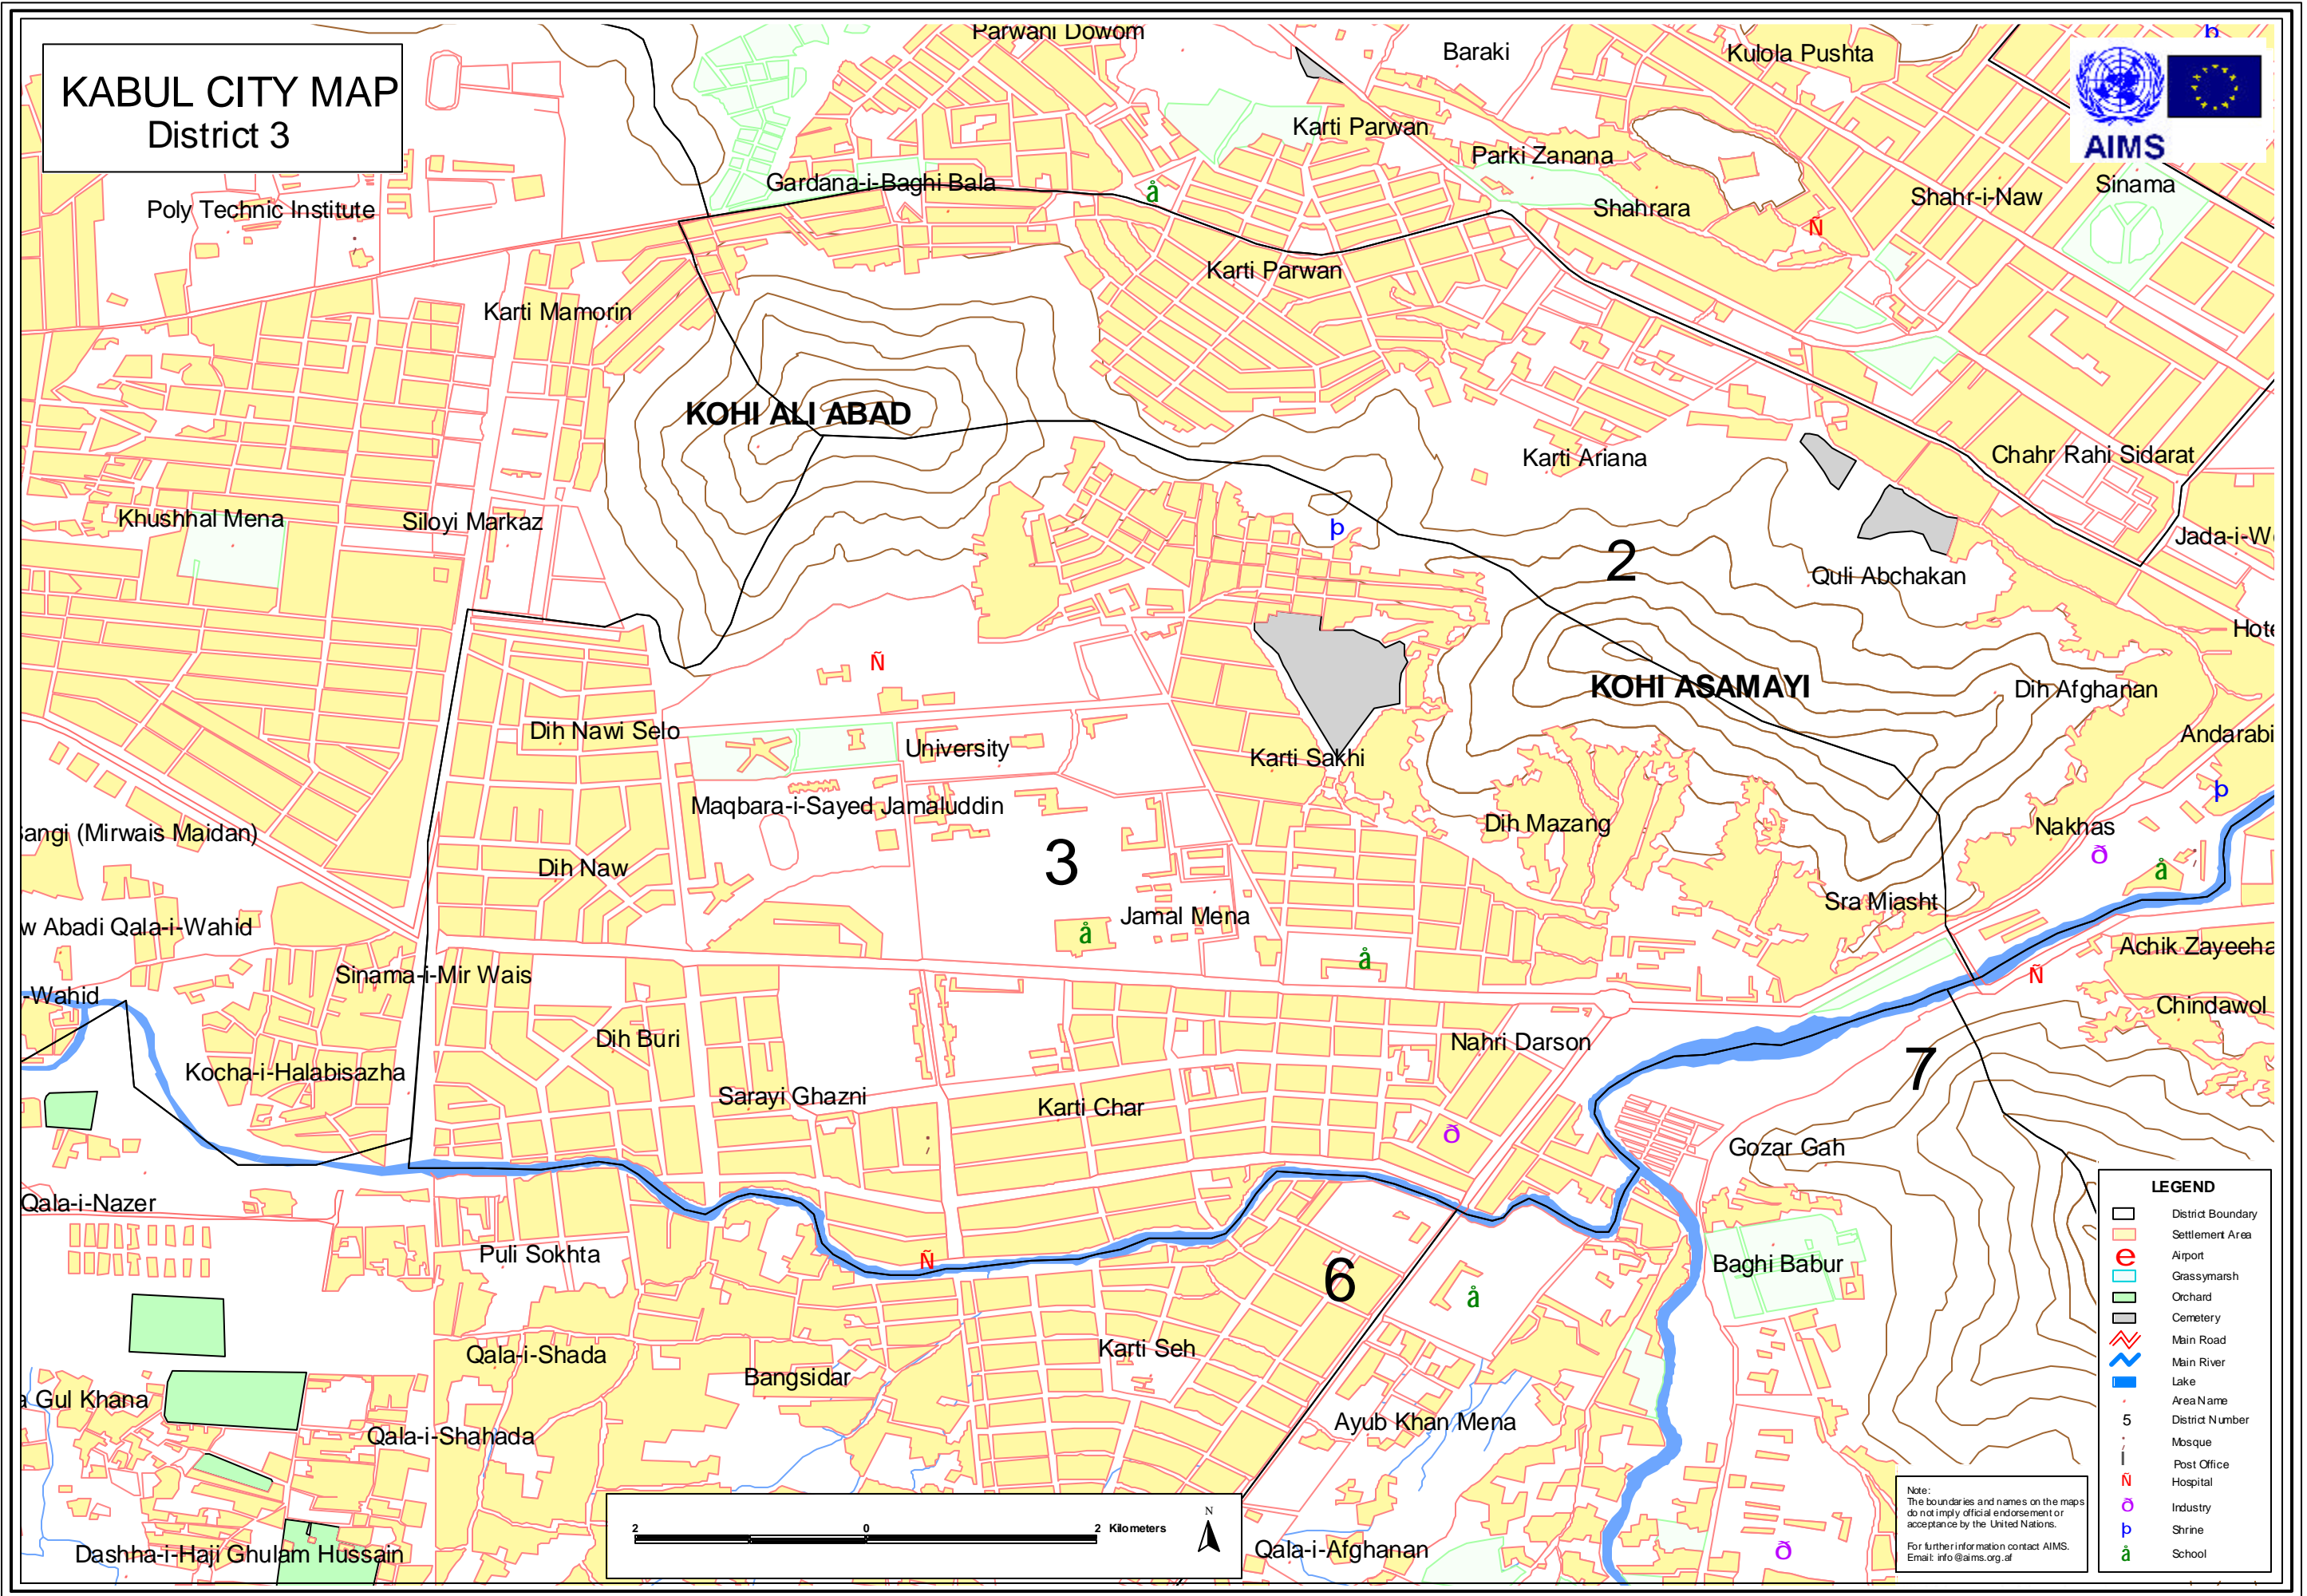 KABUL CITY MAP
District 3
Parwani Dowom
Baraki
Kulola Pushta
þ
AIMS
Karti Parwan
Parki Zanana
Gardana-i-Baghi Bala
å
Sinama
Shahr-i-Naw
Poly Technic Institute
Shahrara
Ñ
Karti Parwan
Karti Mamorin
KOHI ALI ABAD
Karti Ariana
Chahr Rahi Sidarat
Khushhal Mena
Siloyi Markaz
þ
Jada-i-W
2
Quli Abchakan
Hote
Ñ
KOHI ASAMAYI
Dih Afghanan
Dih Nawi Selo
University
Karti Sakhi
Andarabi
þ
Maqbara-i-Sayed Jamaluddin
Dih Mazang
Nakhas
angi (Mirwais Maidan)
3
ð
å
Dih Naw
Sra Miasht
Jamal Mena
w Abadi Qala-i-Wahid
å
å
Achik Zayeeha
Sinama-i-Mir Wais
Ñ
-Wahid
Chindawol
Dih Buri
Nahri Darson
7
Kocha-i-Halabisazha
Sarayi Ghazni
Karti Char
ð
Gozar Gah
Qala-i-Nazer
Puli Sokhta
Ñ
6
Baghi Babur
å
Qala-i-Shada
Karti Seh
Bangsidar
a Gul Khana
Ayub Khan Mena
Qala-i-Shahada
Dashha-i-Haji Ghulam Hussain
Qala-i-Afghanan
ð
2 0 2 Kilometers
N
Note:
The boundaries and names on the maps
do not imply official endorsement or
acceptance by the United Nations.
For further information contact AIMS.
Email: info@aims.org.af
LEGEND
District Boundary
Settlement Area
e Airport
Grassymarsh
Orchard
Cemetery
Main Road
Main River
Lake
Area Name
5 District Number
Mosque
Post Office
Ñ Hospital
ð Industry
þ Shrine
å School